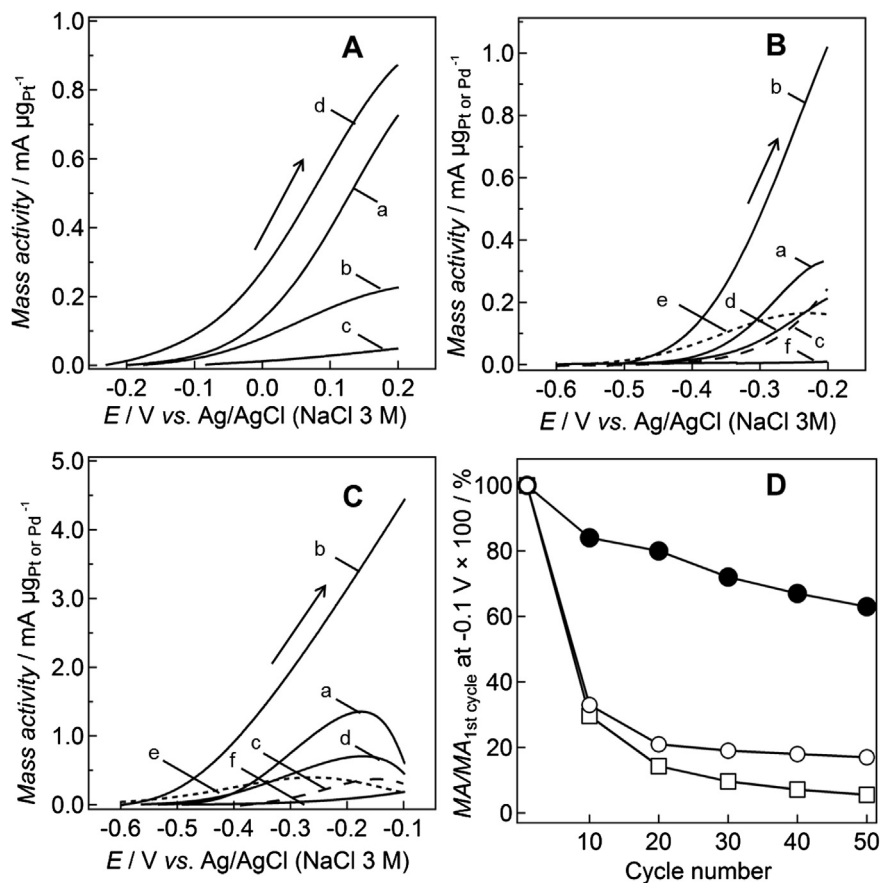 A
Mass activity / mA µgPt-1
1.0
0.8
0.6
0.4
0.2
0.0
d
a
b
c
-0.2
-0.1
0.0
0.1
0.2
E / V vs. Ag/AgCl (NaCl 3 M)
B
Mass activity / mA µgPt or Pd-1
1.0
0.8
0.6
0.4
0.2
0.0
b
a
e
d
c
f
-0.6
-0.5
-0.4
-0.3
-0.2
E / V vs. Ag/AgCl (NaCl 3M)
C
Mass activity / mA µgPt or Pd-1
5.0
4.0
3.0
2.0
1.0
0.0
b
a
e
f
c
d
-0.6
-0.5
-0.4
-0.3
-0.2
-0.1
E / V vs. Ag/AgCl (NaCl 3 M)
D
MA/MA1st cycle at -0.1 V × 100 / %
100
80
60
40
20
0
10
20
30
40
50
Cycle number